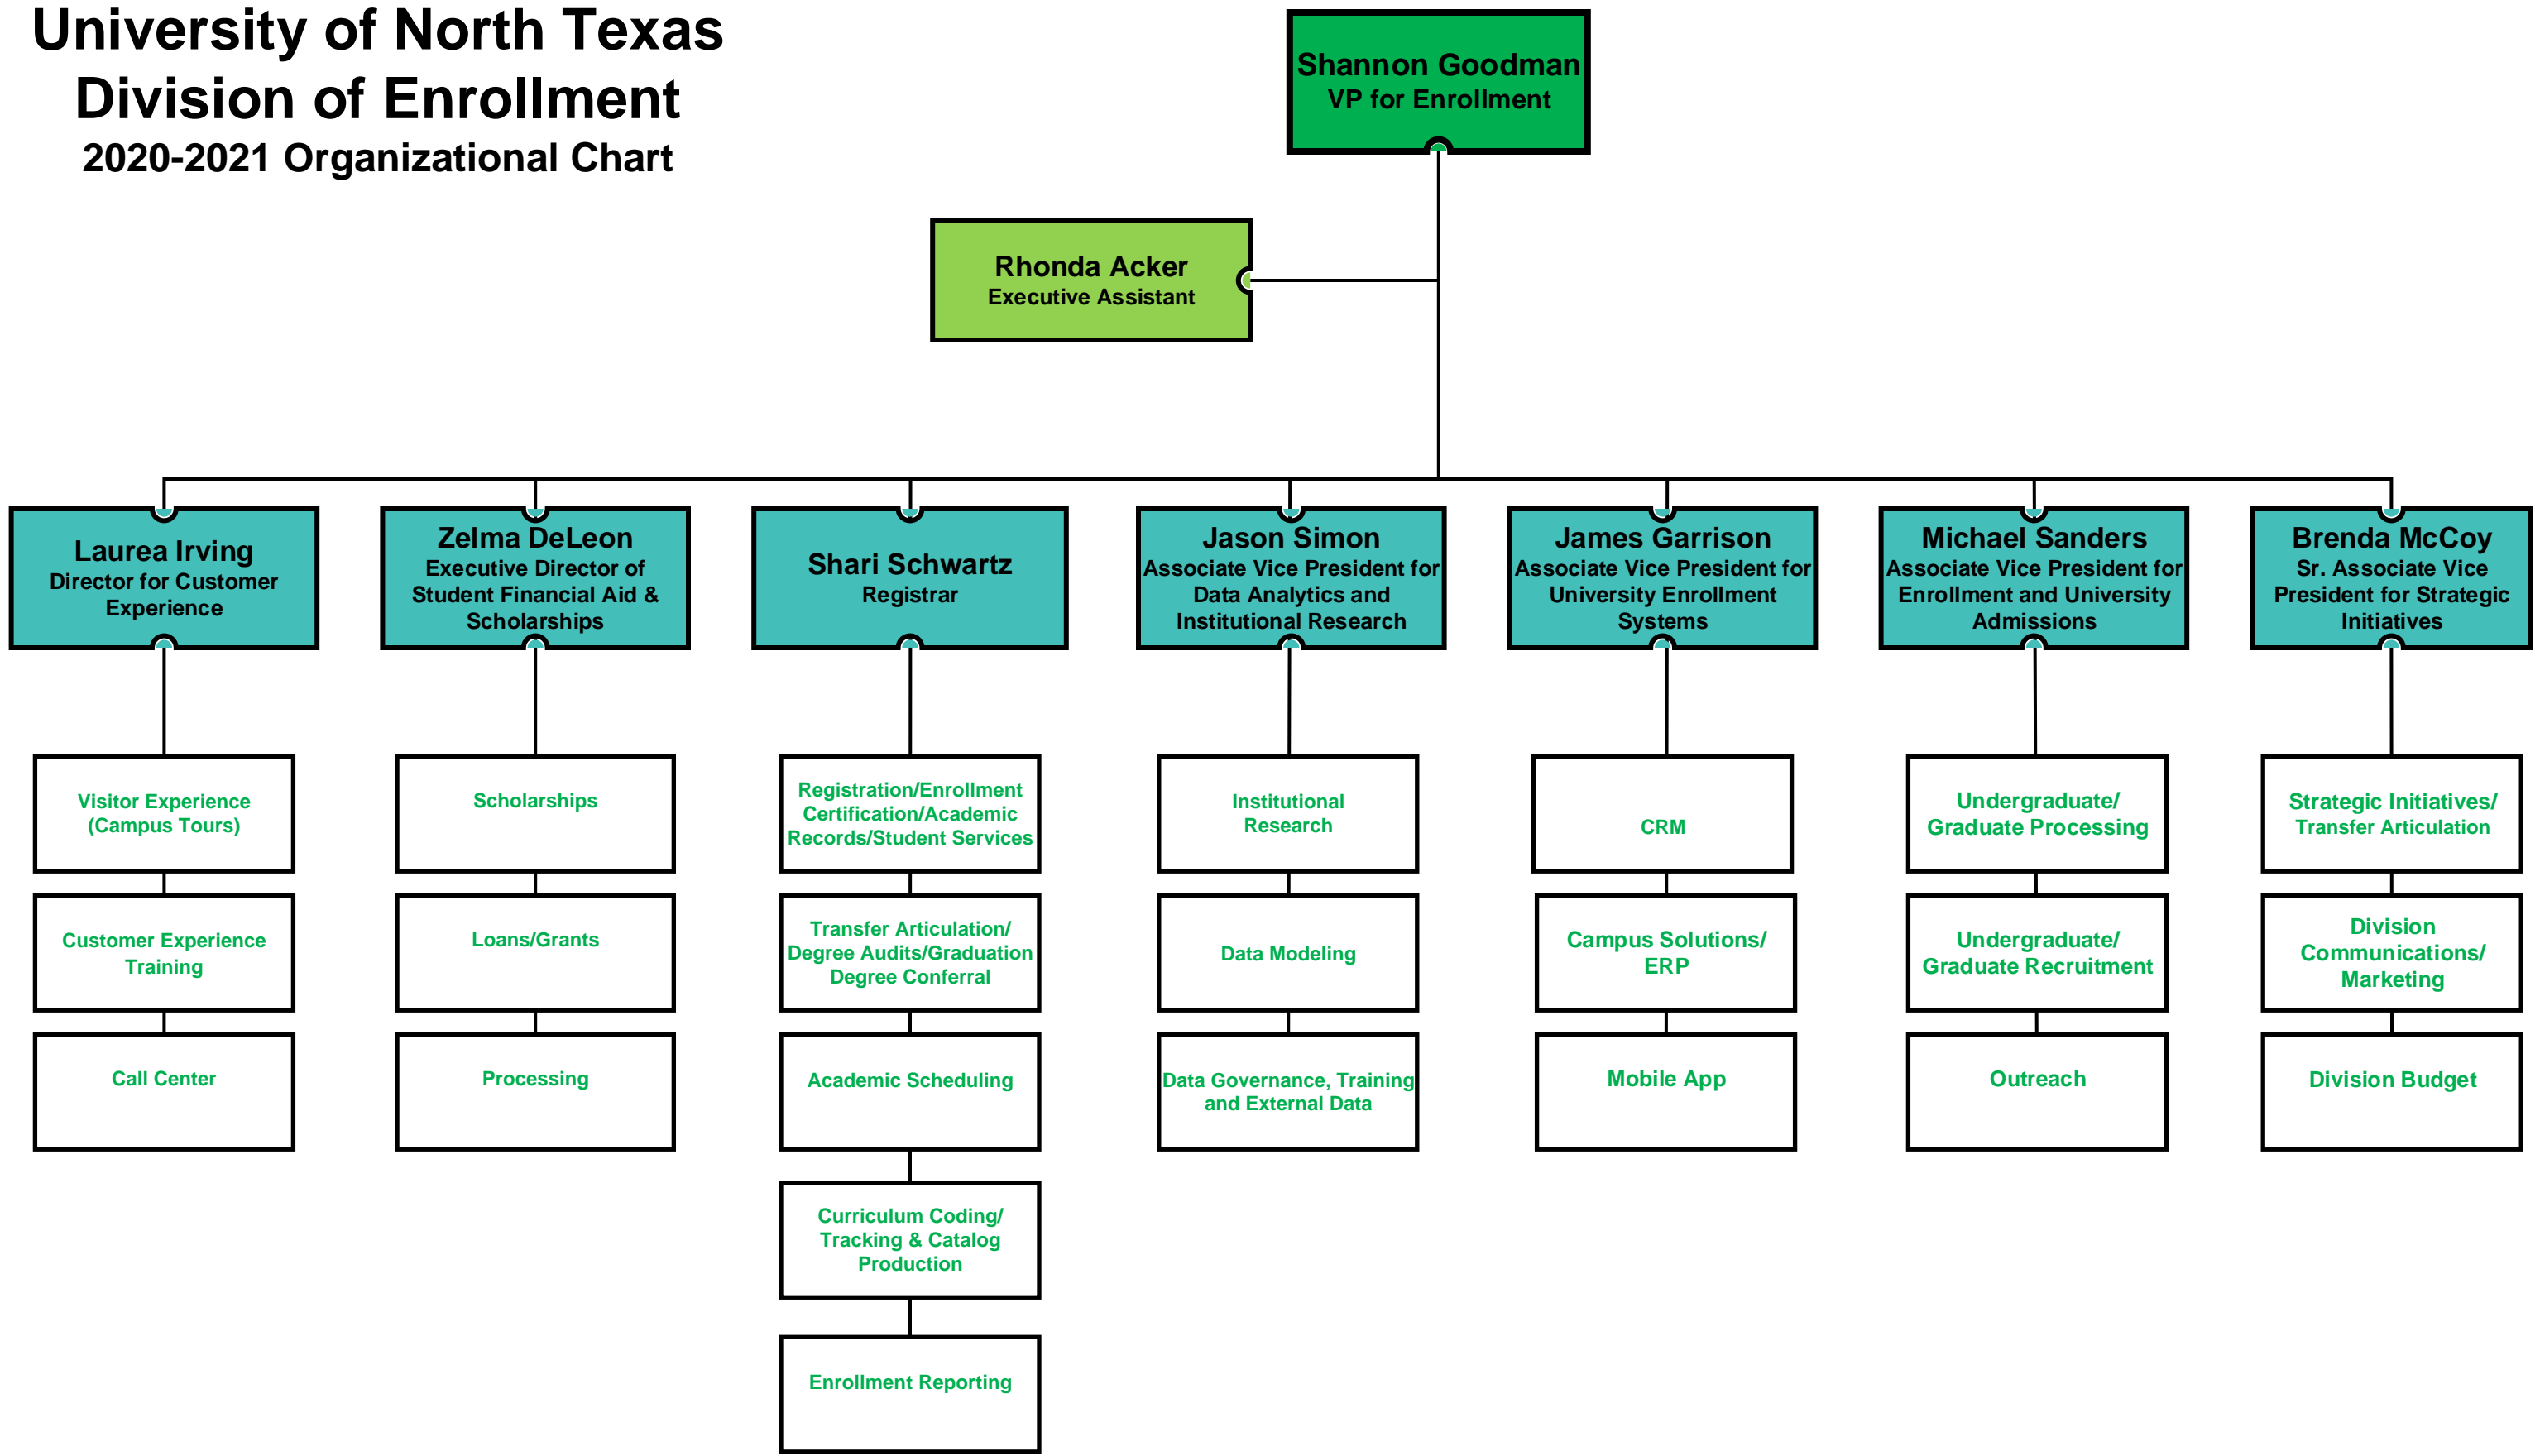 University of North Texas
Division of Enrollment
2020-2021 Organizational Chart
Shannon Goodman
VP for Enrollment
Rhonda Acker
Executive Assistant
Laurea Irving
Director for Customer
Experience
Zelma DeLeon
Executive Director of
Student Financial Aid &
Scholarships
Shari Schwartz
Registrar
Jason Simon
Associate Vice President for
Data Analytics and
Institutional Research
James Garrison
Associate Vice President for
University Enrollment
Systems
Michael Sanders
Associate Vice President for
Enrollment and University
Admissions
Brenda McCoy
Sr. Associate Vice
President for Strategic
Initiatives
Visitor Experience
(Campus Tours)
Scholarships
Registration/Enrollment
Certification/Academic
Records/Student Services
Institutional
Research
CRM
Undergraduate/
Graduate Processing
Strategic Initiatives/
Transfer Articulation
Customer Experience
Training
Loans/Grants
Transfer Articulation/
Degree Audits/Graduation
Degree Conferral
Data Modeling
Campus Solutions/
ERP
Undergraduate/
Graduate Recruitment
Division
Communications/
Marketing
Call Center
Processing
Academic Scheduling
Data Governance, Training
and External Data
Mobile App
Outreach
Division Budget
Curriculum Coding/
Tracking & Catalog
Production
Enrollment Reporting